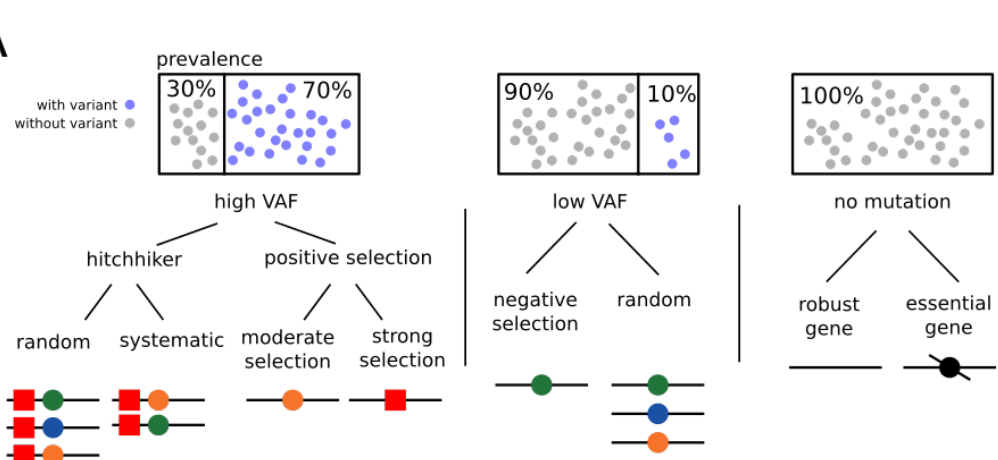 A
prevalence
30% 70%
with variant
without variant
90% 10%
100%
high VAF
low VAF
no mutation
hitchhiker
positive selection
random
systematic
moderate
selection
strong
selection
negative
selection
random
robust
gene
essential
gene